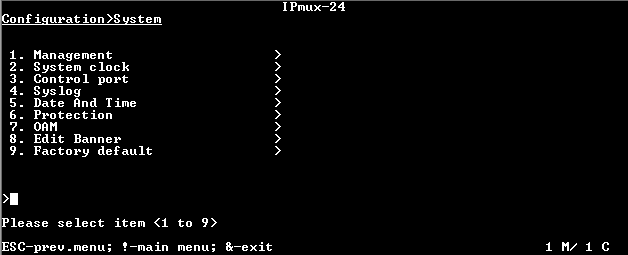 IPmux-24
Configuration>System
1. Management >
2. System clock >
3. Control port >
4. Syslog >
5. Date And Time >
6. Protection >
7. OAM >
8. Edit Banner >
9. Factory default >
>
Please select item <1 to 9>
ESC-prev.menu; !-main menu; &-exit 1 M/ 1 C